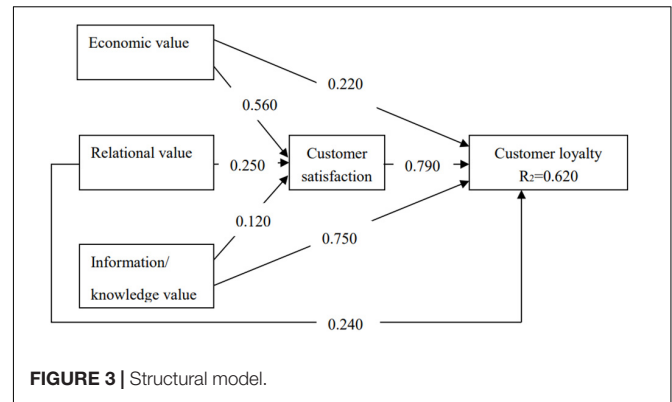 Economic value
0.220
0.560
Relational value
0.250
Customer
satisfaction
0.790
Customer loyalty
R2=0.620
0.120
0.750
Information/
knowledge value
0.240
FIGURE 3 | Structural model.